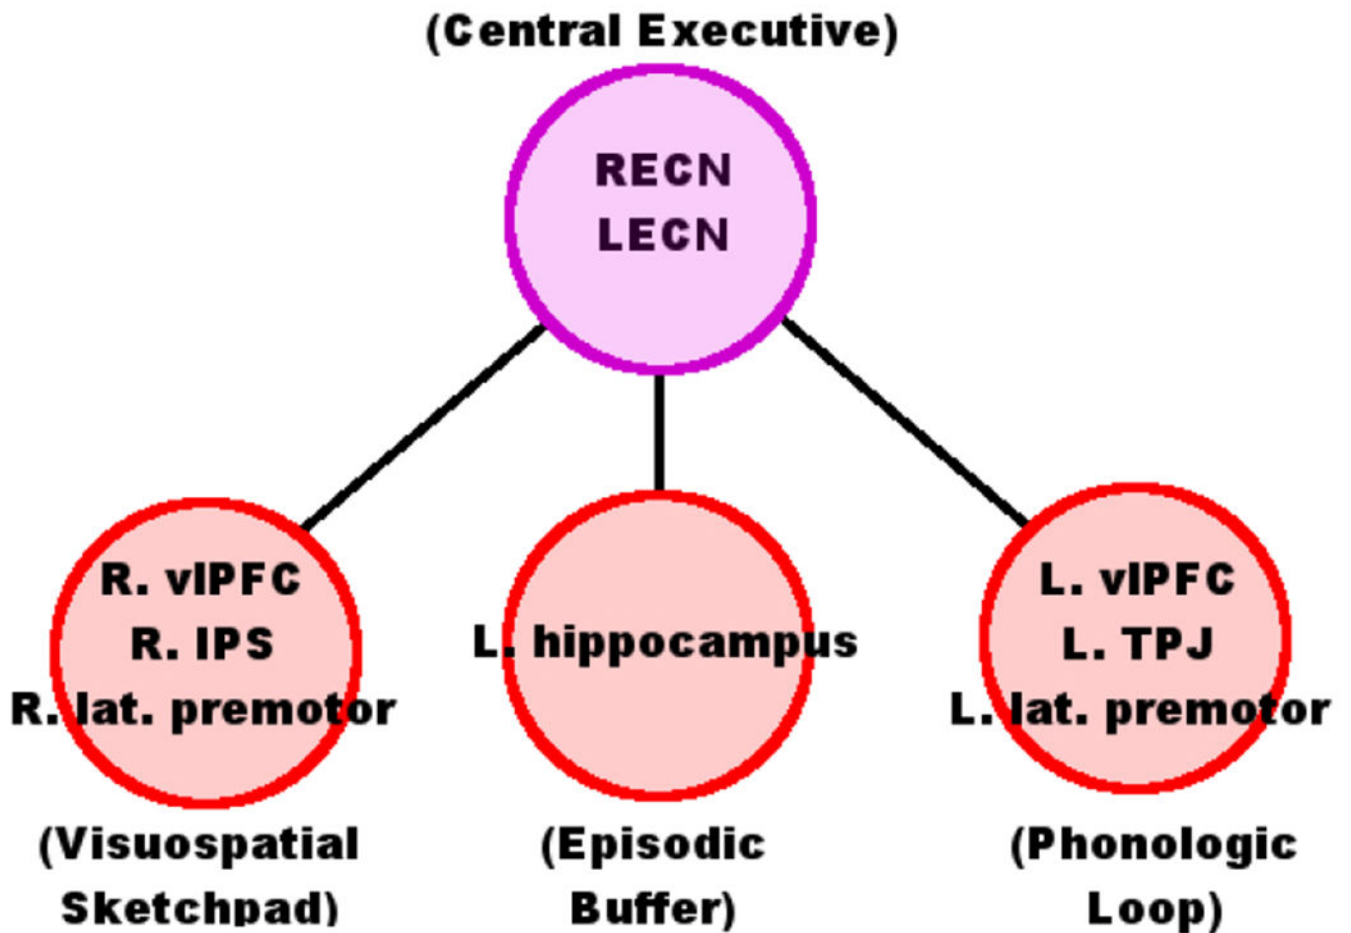 (Central Executive)
RECN
LECN
R. vlPFC
R. IPS
R. lat. premotor
(Visuospatial
Sketchpad)
L. hippocampus
(Episodic
Buffer)
L. vlPFC
L. TPJ
L. lat. premotor
(Phonologic
Loop)